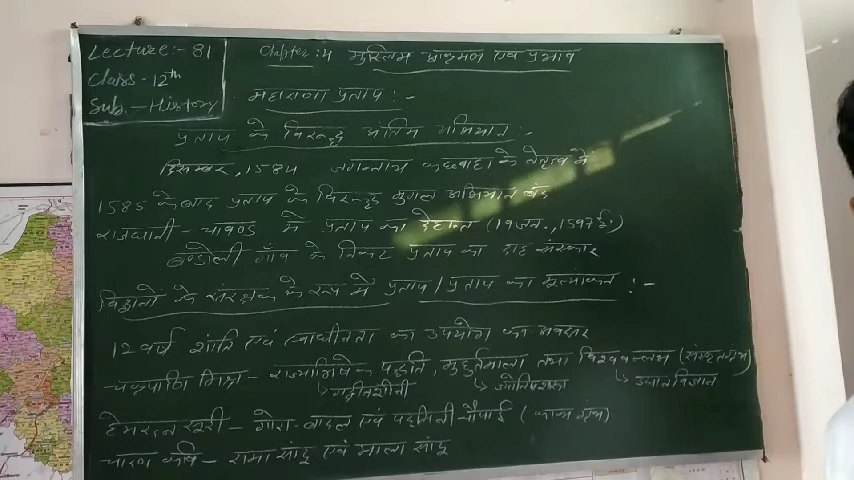 Lecture:- 81
Chapter:4 मुस्लिम आक्रमण एवं प्रभाव
Class - 12th
Sub. - History
महाराणा प्रताप :-
प्रताप के विरूद्ध अंतिम अभियान :-
दिसम्बर, 1584 जगन्नाथ कछवाहा के नेतृत्व में
1585 के बाद प्रताप के विरूद्ध मुगल अभियान बंद
राजधानी - चावण्ड में प्रताप का देहान्त (19 जन., 1597 ई.)
बण्डोली गाँव के निकट प्रताप का दाह संस्कार
विद्वानों के संरक्षक के रूप में प्रताप / प्रताप का मूल्यांकन :-
12 वर्ष शांति एवं स्वाधीनता का उपयोग का अवसर
चक्रपाणि मिश्र - राज्याभिषेक पद्धति मुहुर्तमाला तथा विश्ववल्लभ (संस्कृत ग्रंथ)
गद्दीनशीनी ज्योतिषशास्त्र उद्यान विज्ञान
हेमरत्न सूरी - गोरा-बादल एवं पद्मिनी चौपाई (काव्य ग्रंथ)
चारण कवि - रामा सांदू एवं माला सांदू